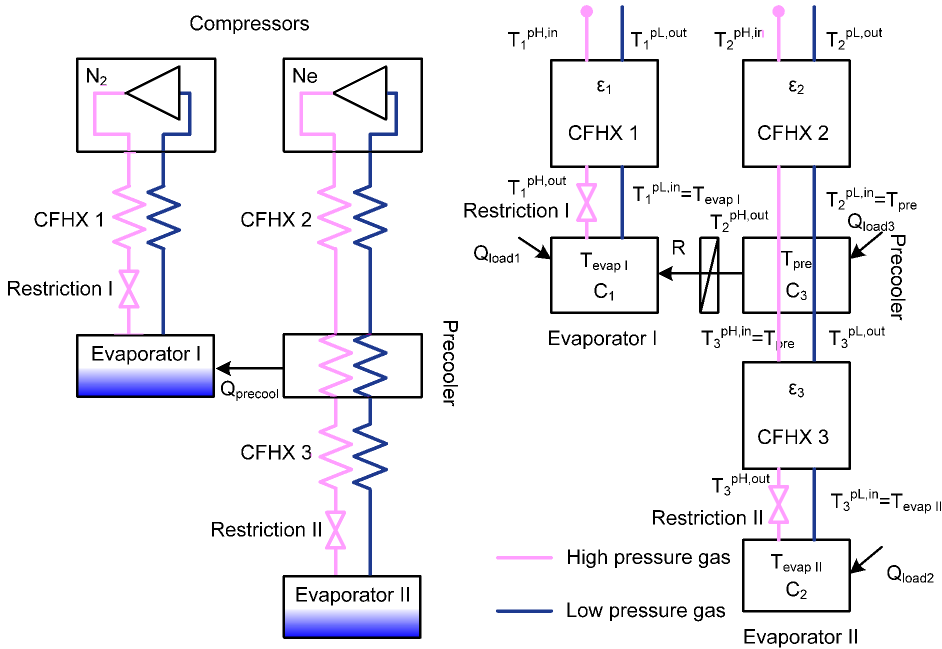 Compressors
N2
Ne
CFHX 1
CFHX 2
Restriction I
Evaporator I
Qprecool
Precooler
CFHX 3
Restriction II
Evaporator II
T1pH,in
T1pL,out
T2pH,in
T2pL,out
ε1
CFHX 1
ε2
CFHX 2
T1pH,out
Restriction I
T1pL,in=Tevap I
T2pH,out
T2pL,in=Tpre
Qload1
Tevap I
C1
R
Tpre
C3
Qload3
Precooler
Evaporator I
T3pH,in=Tpre
T3pL,out
ε3
CFHX 3
T3pH,out
Restriction II
T3pL,in=Tevap II
High pressure gas
Low pressure gas
Tevap II
C2
Qload2
Evaporator II